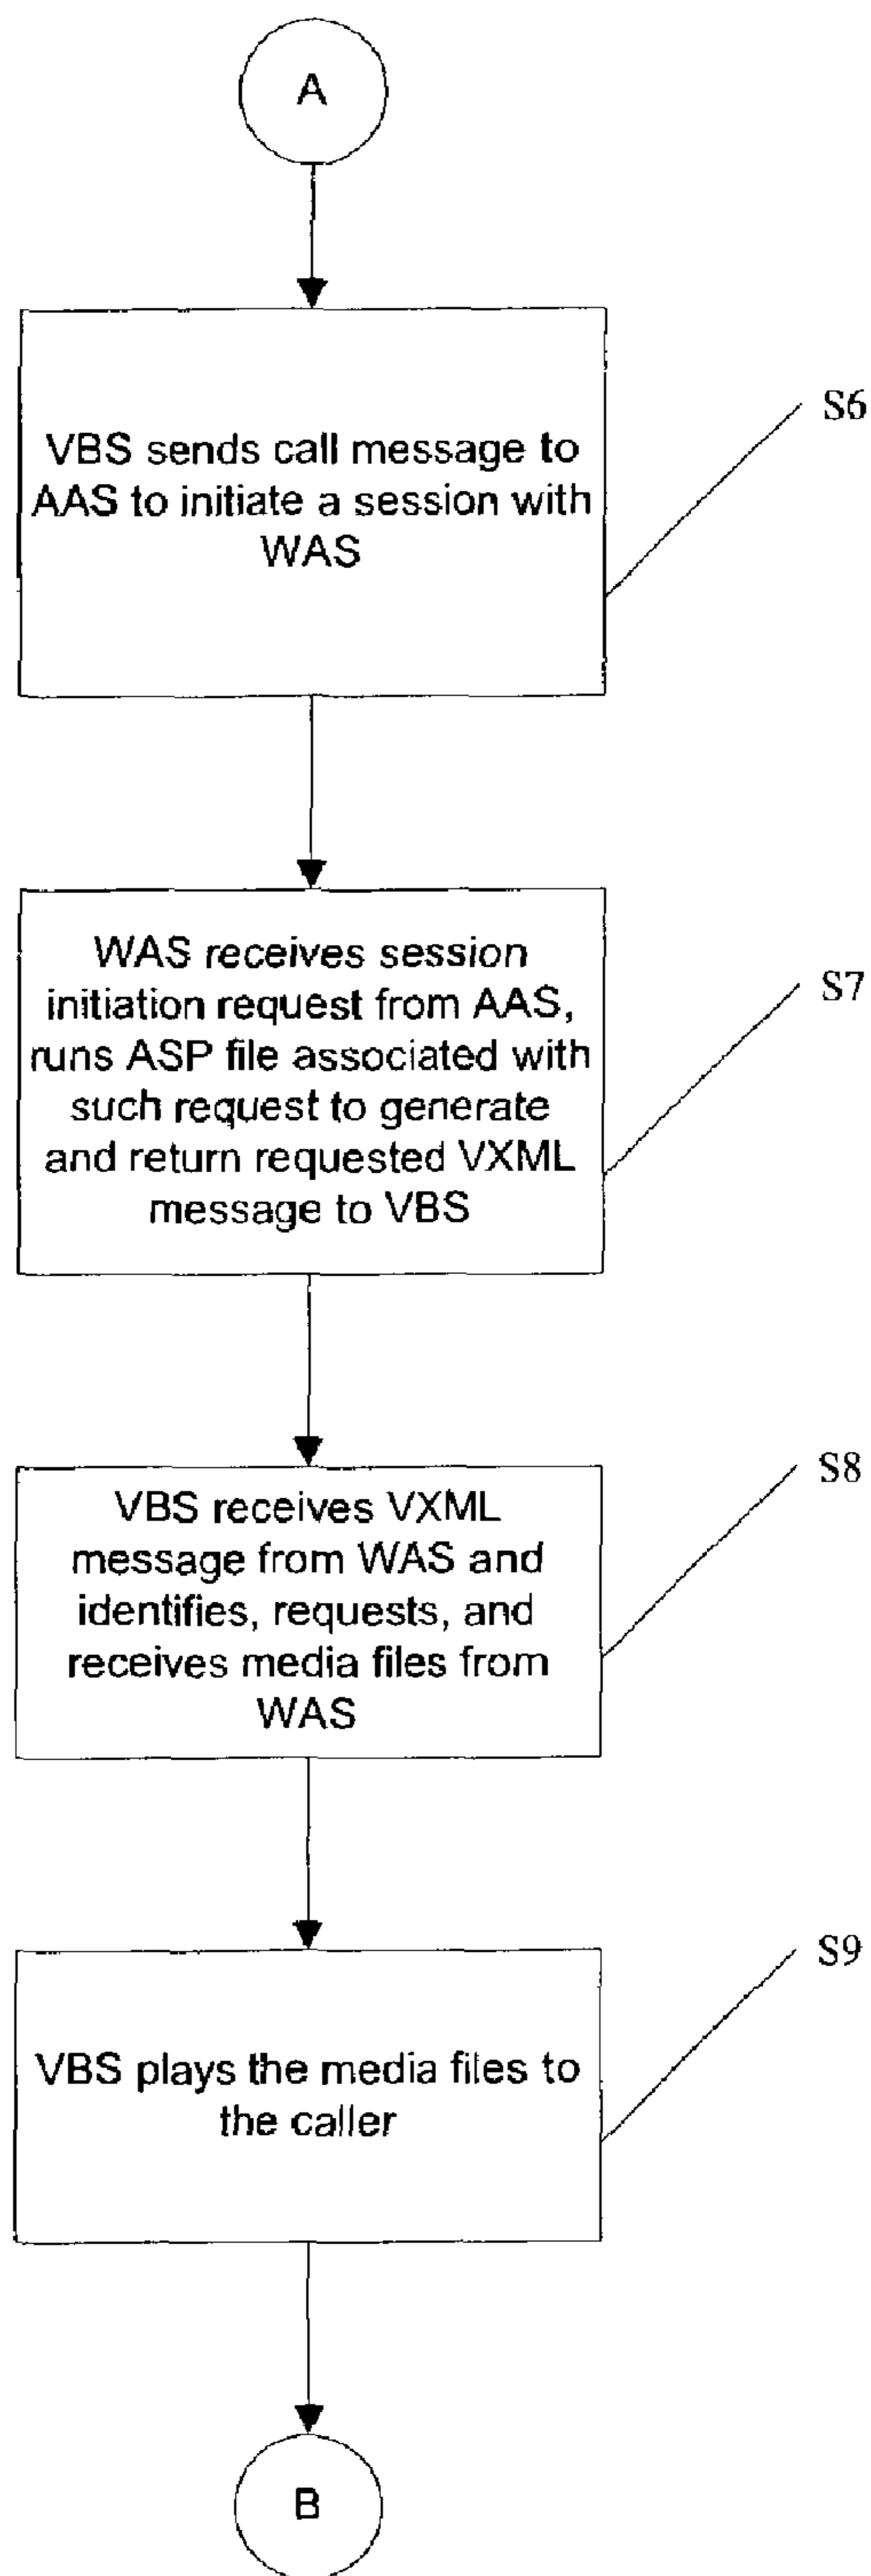 A
VBS sends call message to
AAS to initiate a session with
WAS
S6
WAS receives session
initiation request from AAS,
runs ASP file associated with
such request to generate
and return requested VXML
message to VBS
S7
VBS receives VXML
message from WAS and
identifies, requests, and
receives media files from
WAS
S8
VBS plays the media files to
the caller
S9
B